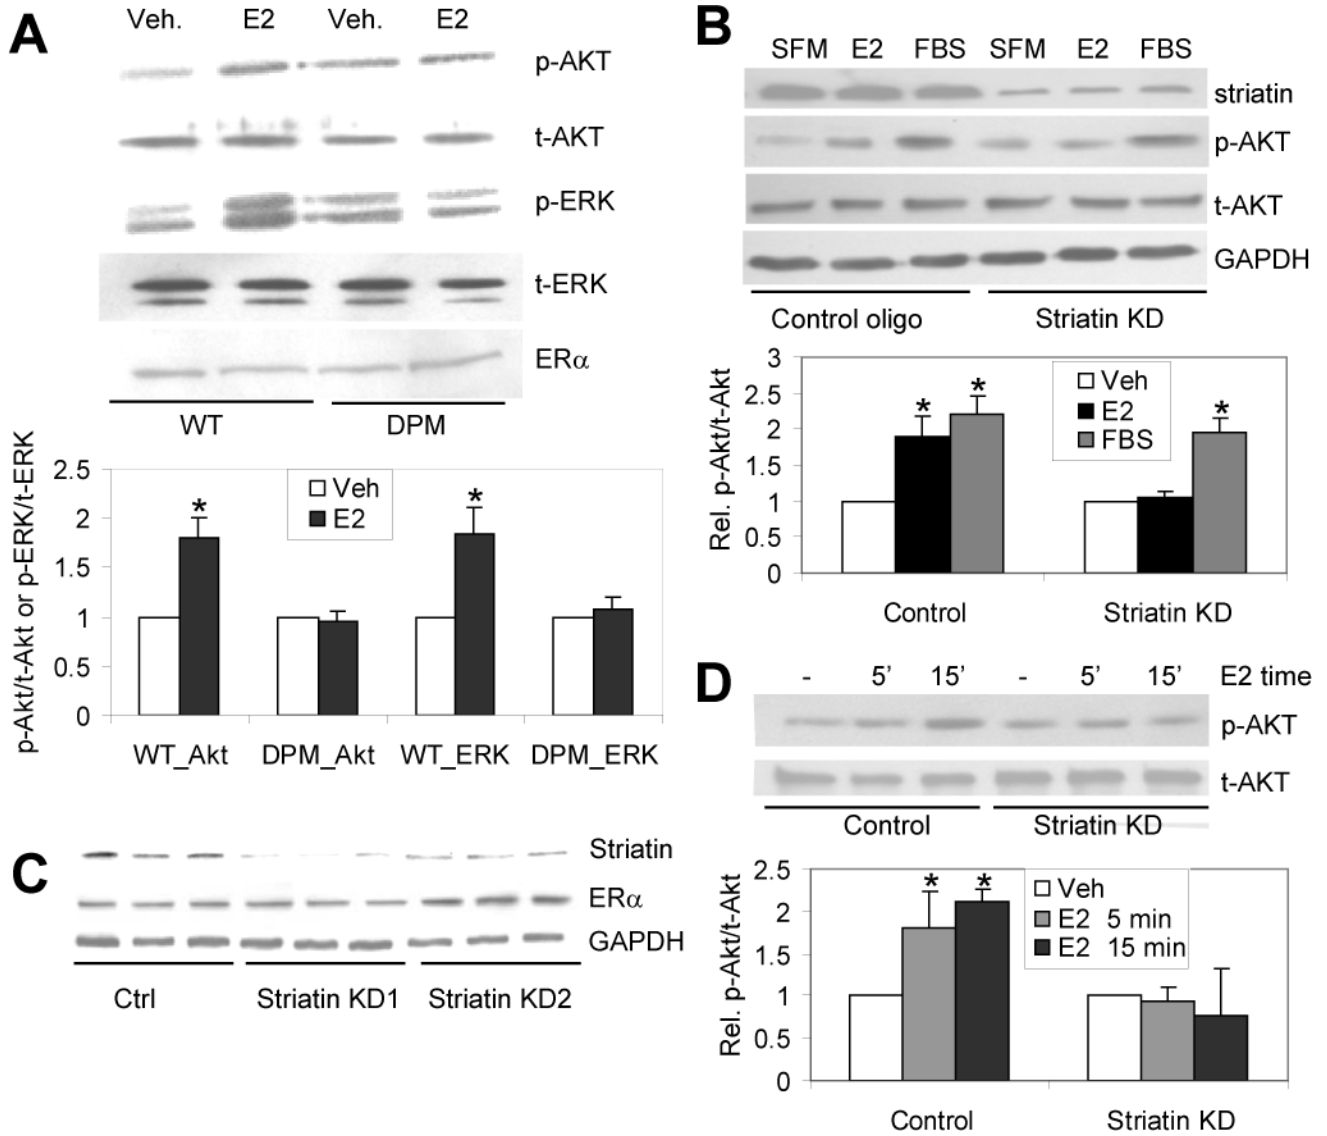 A
Veh. E2 Veh. E2
p-AKT
t-AKT
p-ERK
t-ERK
ERα
WT DPM
p-Akt/t-Akt or p-ERK/t-ERK
2.5
2
1.5
1
0.5
0
Veh
E2
*
*
WT_Akt DPM_Akt WT_ERK DPM_ERK
B
SFM E2 FBS SFM E2 FBS
striatin
p-AKT
t-AKT
GAPDH
Control oligo Striatin KD
Rel. p-Akt/t-Akt
3
2.5
2
1.5
1
0.5
0
Veh
E2
FBS
* * *
Control Striatin KD
C
Striatin
ERα
GAPDH
Ctrl Striatin KD1 Striatin KD2
D
- 5’ 15’ - 5’ 15’ E2 time
p-AKT
t-AKT
Control Striatin KD
Rel. p-Akt/t-Akt
2.5
2
1.5
1
0.5
0
Veh
E2 5 min
E2 15 min
* *
Control Striatin KD